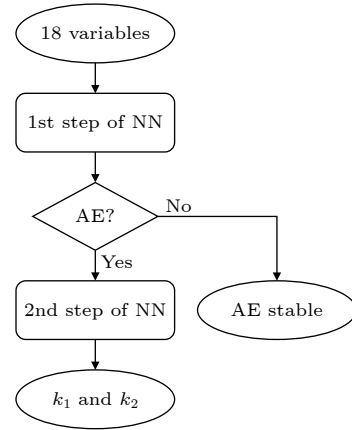 18 variables
1st step of NN
AE?
No
Yes
2nd step of NN
AE stable
k₁ and k₂